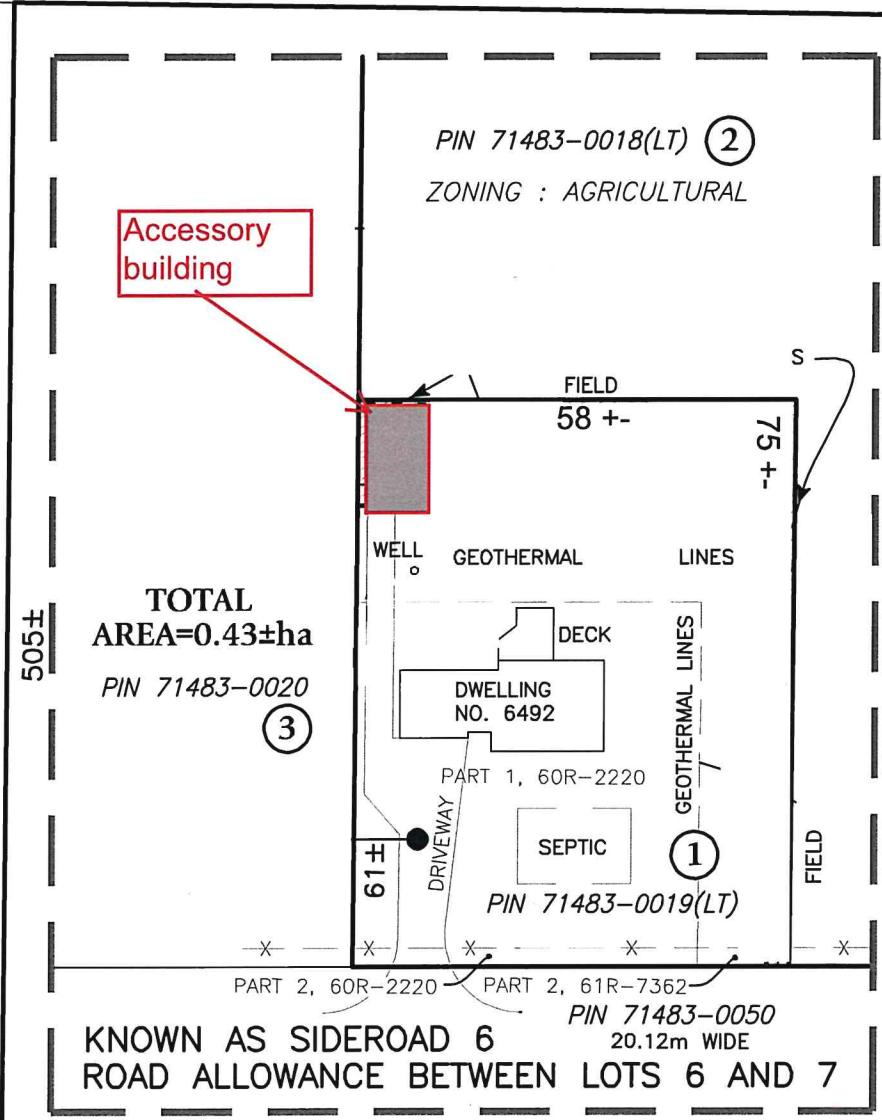 PIN 71483-0018(LT) 2
ZONING : AGRICULTURAL
Accessory
building
S
FIELD
58 +-
75 +-
WELL
GEOTHERMAL LINES
TOTAL
AREA=0.43±ha
505±
DECK
PIN 71483-0020
3
DWELLING
NO. 6492
GEOTHERMAL LINES
PART 1, 60R-2220
DRIVEWAY
SEPTIC
1
61±
FIELD
PIN 71483-0019(LT)
PART 2, 60R-2220
PART 2, 61R-7362
PIN 71483-0050
20.12m WIDE
KNOWN AS SIDEROAD 6
ROAD ALLOWANCE BETWEEN LOTS 6 AND 7